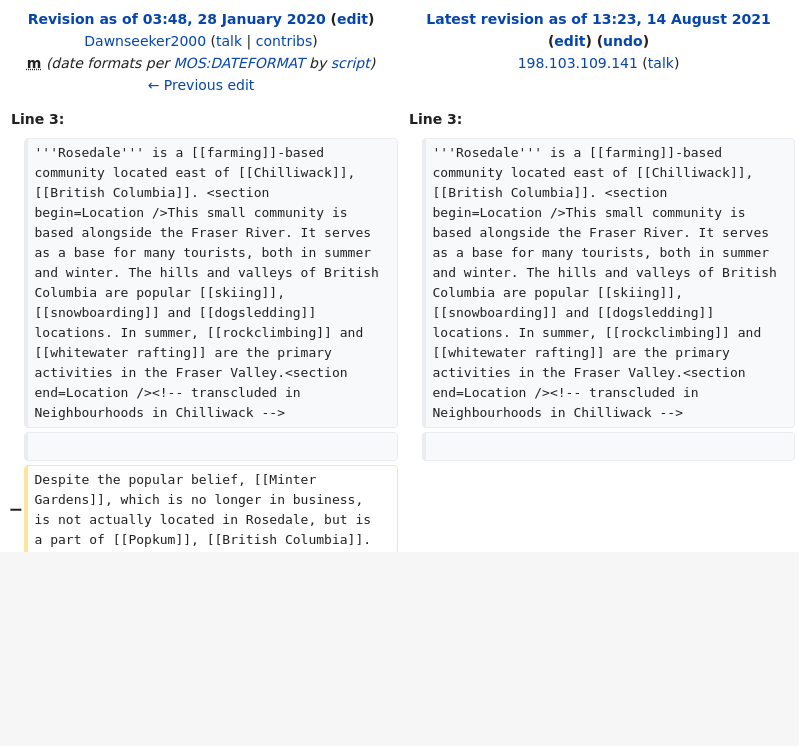 Revision as of 03:48, 28 January 2020 (edit)
Dawnseeker2000 (talk | contribs)
m (date formats per MOS:DATEFORMAT by script)
← Previous edit
Latest revision as of 13:23, 14 August 2021
(edit) (undo)
198.103.109.141 (talk)
Line 3:
'''Rosedale''' is a [[farming]]-based
community located east of [[Chilliwack]],
[[British Columbia]]. <section
begin=Location />This small community is
based alongside the Fraser River. It serves
as a base for many tourists, both in summer
and winter. The hills and valleys of British
Columbia are popular [[skiing]],
[[snowboarding]] and [[dogsledding]]
locations. In summer, [[rockclimbing]] and
[[whitewater rafting]] are the primary
activities in the Fraser Valley.<section
end=Location /><!-- transcluded in
Neighbourhoods in Chilliwack -->
Line 3:
'''Rosedale''' is a [[farming]]-based
community located east of [[Chilliwack]],
[[British Columbia]]. <section
begin=Location />This small community is
based alongside the Fraser River. It serves
as a base for many tourists, both in summer
and winter. The hills and valleys of British
Columbia are popular [[skiing]],
[[snowboarding]] and [[dogsledding]]
locations. In summer, [[rockclimbing]] and
[[whitewater rafting]] are the primary
activities in the Fraser Valley.<section
end=Location /><!-- transcluded in
Neighbourhoods in Chilliwack -->
− Despite the popular belief, [[Minter
Gardens]], which is no longer in business,
is not actually located in Rosedale, but is
a part of [[Popkum]], [[British Columbia]].